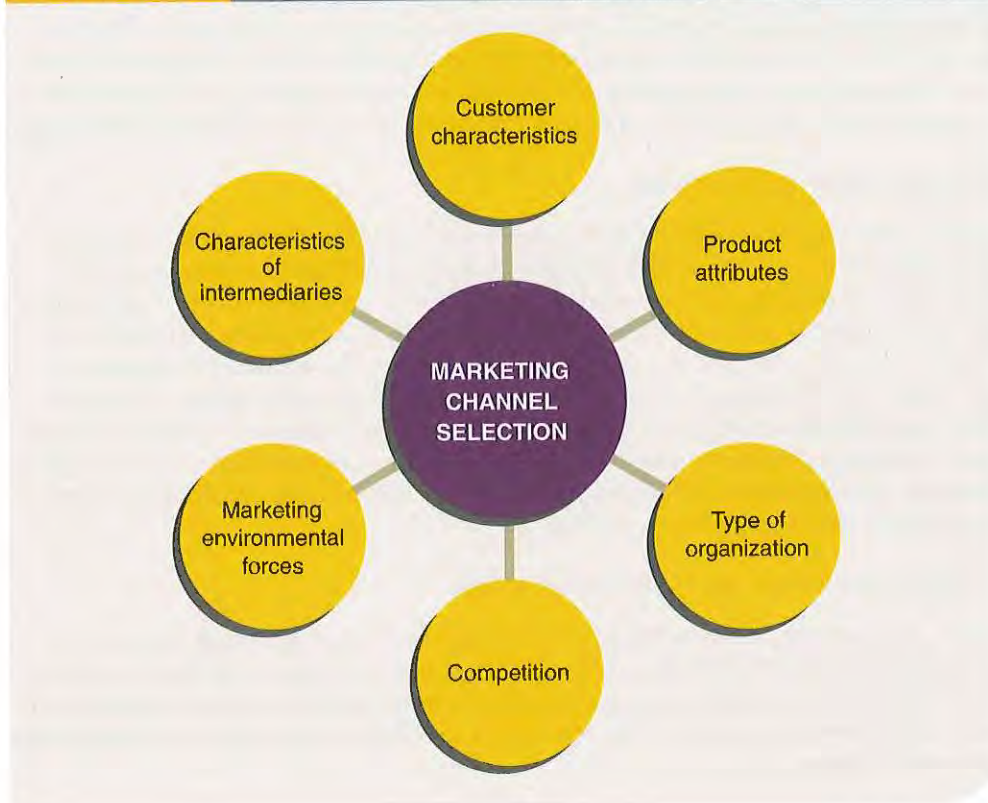 Customer
characteristics
Product
attributes
Type of
organization
Competition
Marketing
environmental
forces
Characteristics
of
intermediaries
MARKETING
CHANNEL
SELECTION